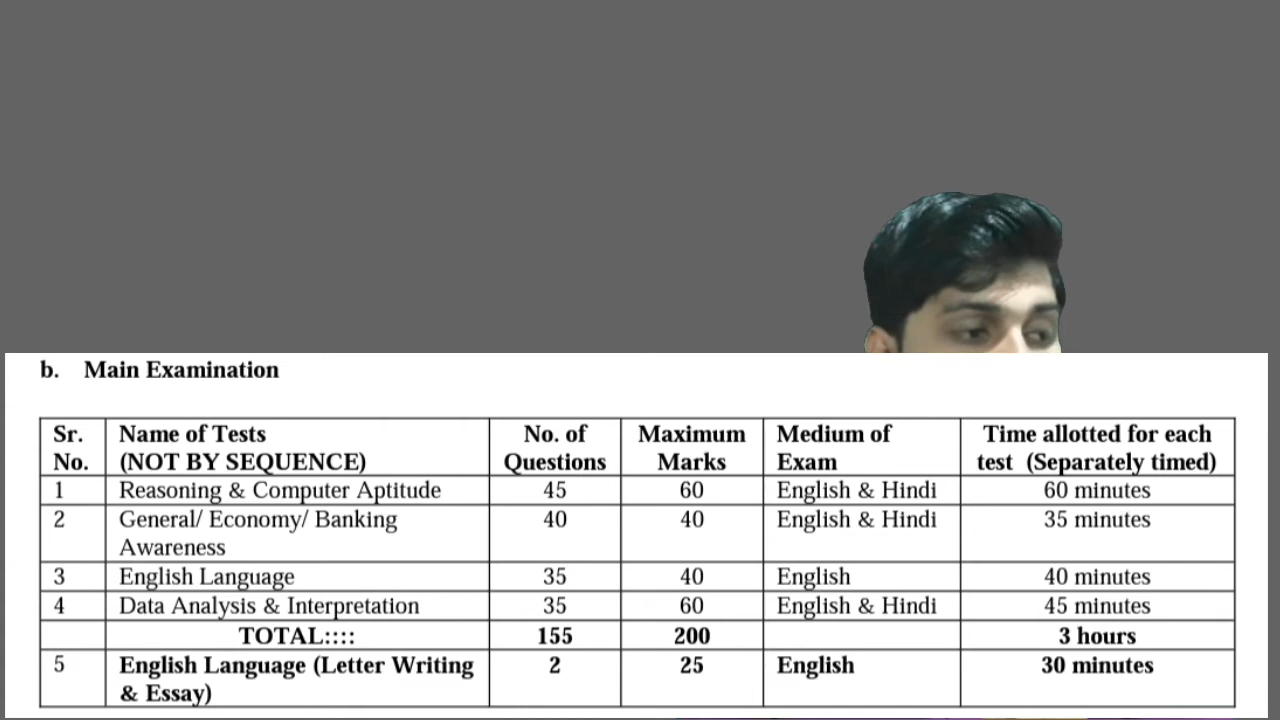 b. Main Examination
Sr. No. Name of Tests (NOT BY SEQUENCE) No. of Questions Maximum Marks Medium of Exam Time allotted for each test (Separately timed)
1 Reasoning & Computer Aptitude 45 60 English & Hindi 60 minutes
2 General/ Economy/ Banking Awareness 40 40 English & Hindi 35 minutes
3 English Language 35 40 English 40 minutes
4 Data Analysis & Interpretation 35 60 English & Hindi 45 minutes
TOTAL:::: 155 200 3 hours
5 English Language (Letter Writing & Essay) 2 25 English 30 minutes